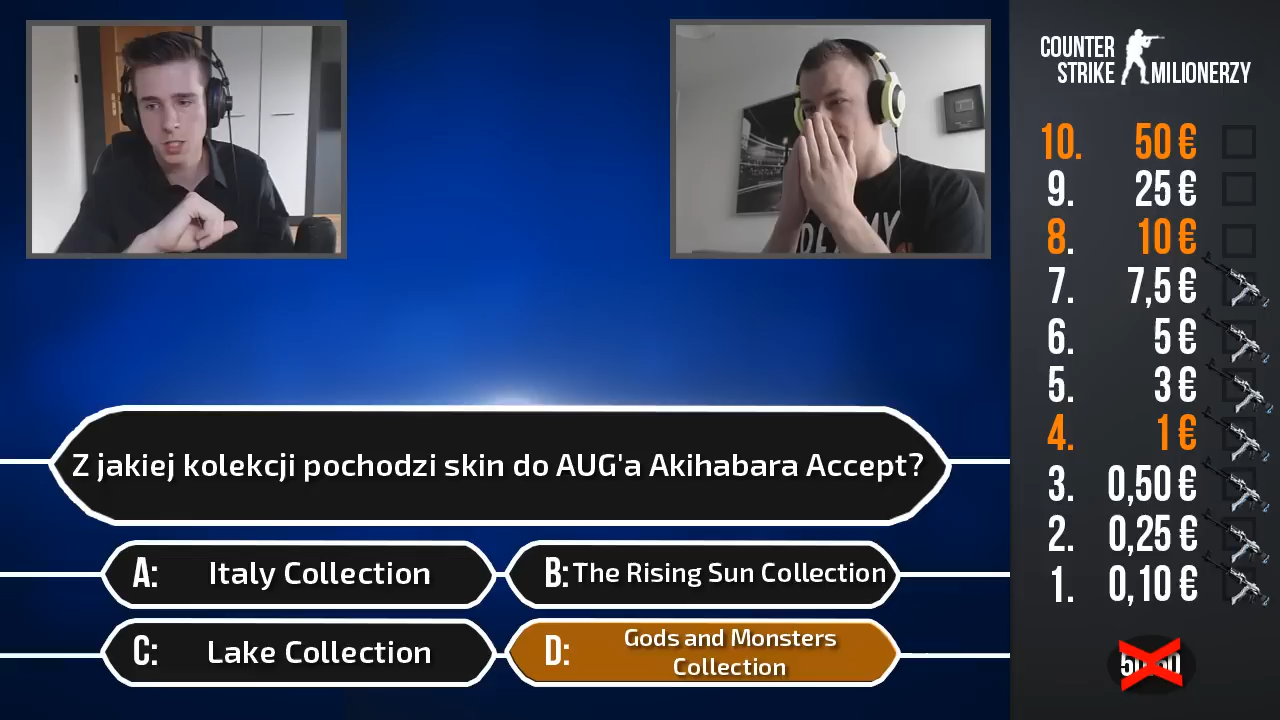 COUNTER
STRIKE MILIONERZY
10. 50 €
9. 25 €
8. 10 €
7. 7,5 €
6. 5 €
5. 3 €
4. 1 €
3. 0,50 €
2. 0,25 €
1. 0,10 €
Z jakiej kolekcji pochodzi skin do AUG'a Akihabara Accept?
A: Italy Collection
B: The Rising Sun Collection
C: Lake Collection
D: Gods and Monsters
Collection